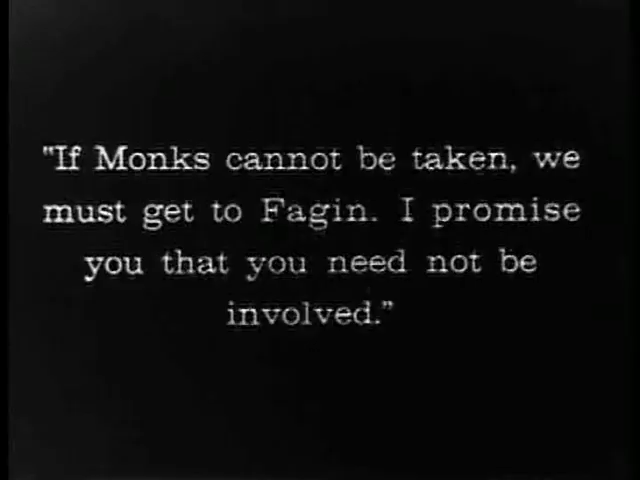 "If Monks cannot be taken, we
must get to Fagin. I promise
you that you need not be
involved."